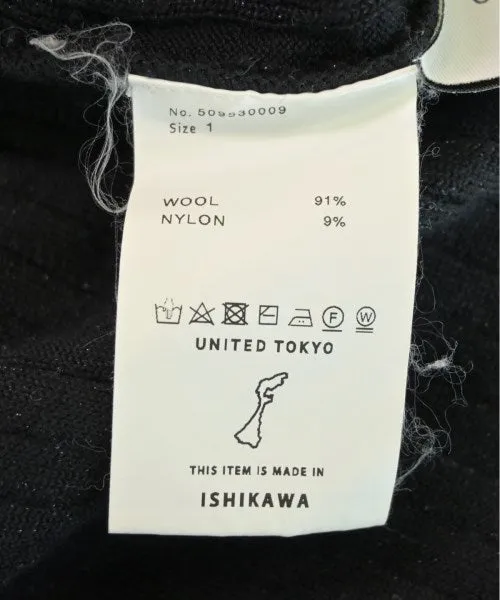 No. 509930009
Size 1
WOOL 91%
NYLON 9%
F W
UNITED TOKYO
THIS ITEM IS MADE IN
ISHIKAWA